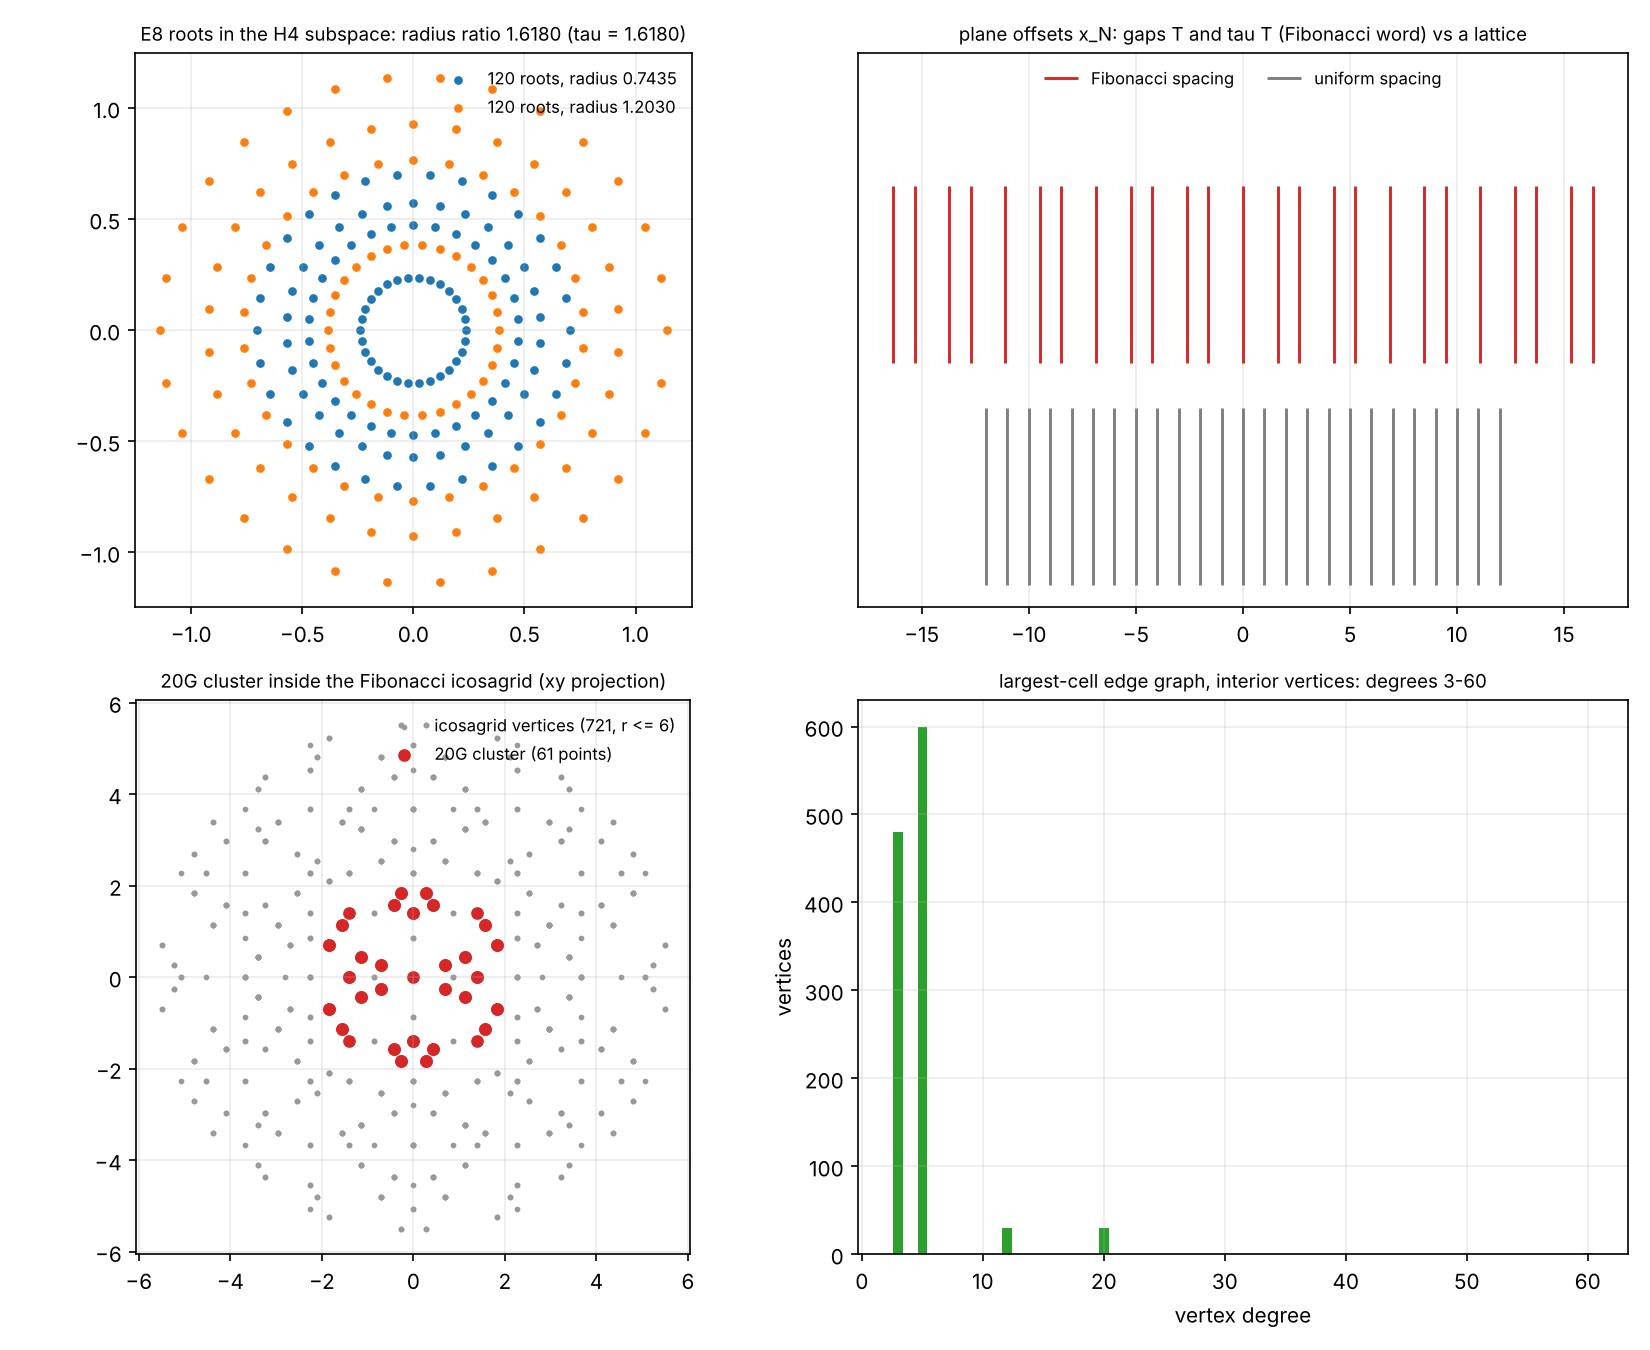 E8 roots in the H4 subspace: radius ratio 1.6180 (tau = 1.6180)
120 roots, radius 0.7435
120 roots, radius 1.2030
1.0
0.5
0.0
−0.5
−1.0
−1.0 −0.5 0.0 0.5 1.0
plane offsets x_N: gaps T and tau T (Fibonacci word) vs a lattice
Fibonacci spacing uniform spacing
−15 −10 −5 0 5 10 15
20G cluster inside the Fibonacci icosagrid (xy projection)
icosagrid vertices (721, r <= 6)
20G cluster (61 points)
6
4
2
0
−2
−4
−6
−6 −4 −2 0 2 4 6
largest-cell edge graph, interior vertices: degrees 3-60
vertices
600
500
400
300
200
100
0
0 10 20 30 40 50 60
vertex degree